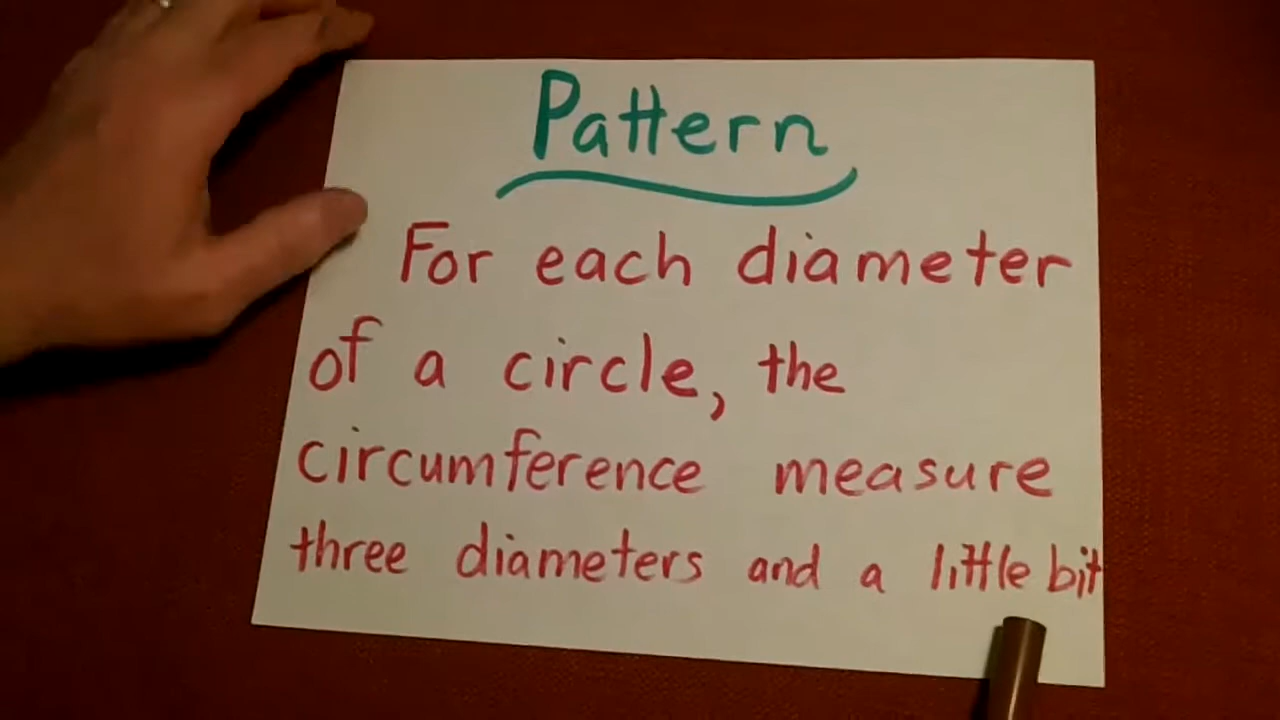 Pattern
For each diameter
of a circle, the
circumference measure
three diameters and a little bit